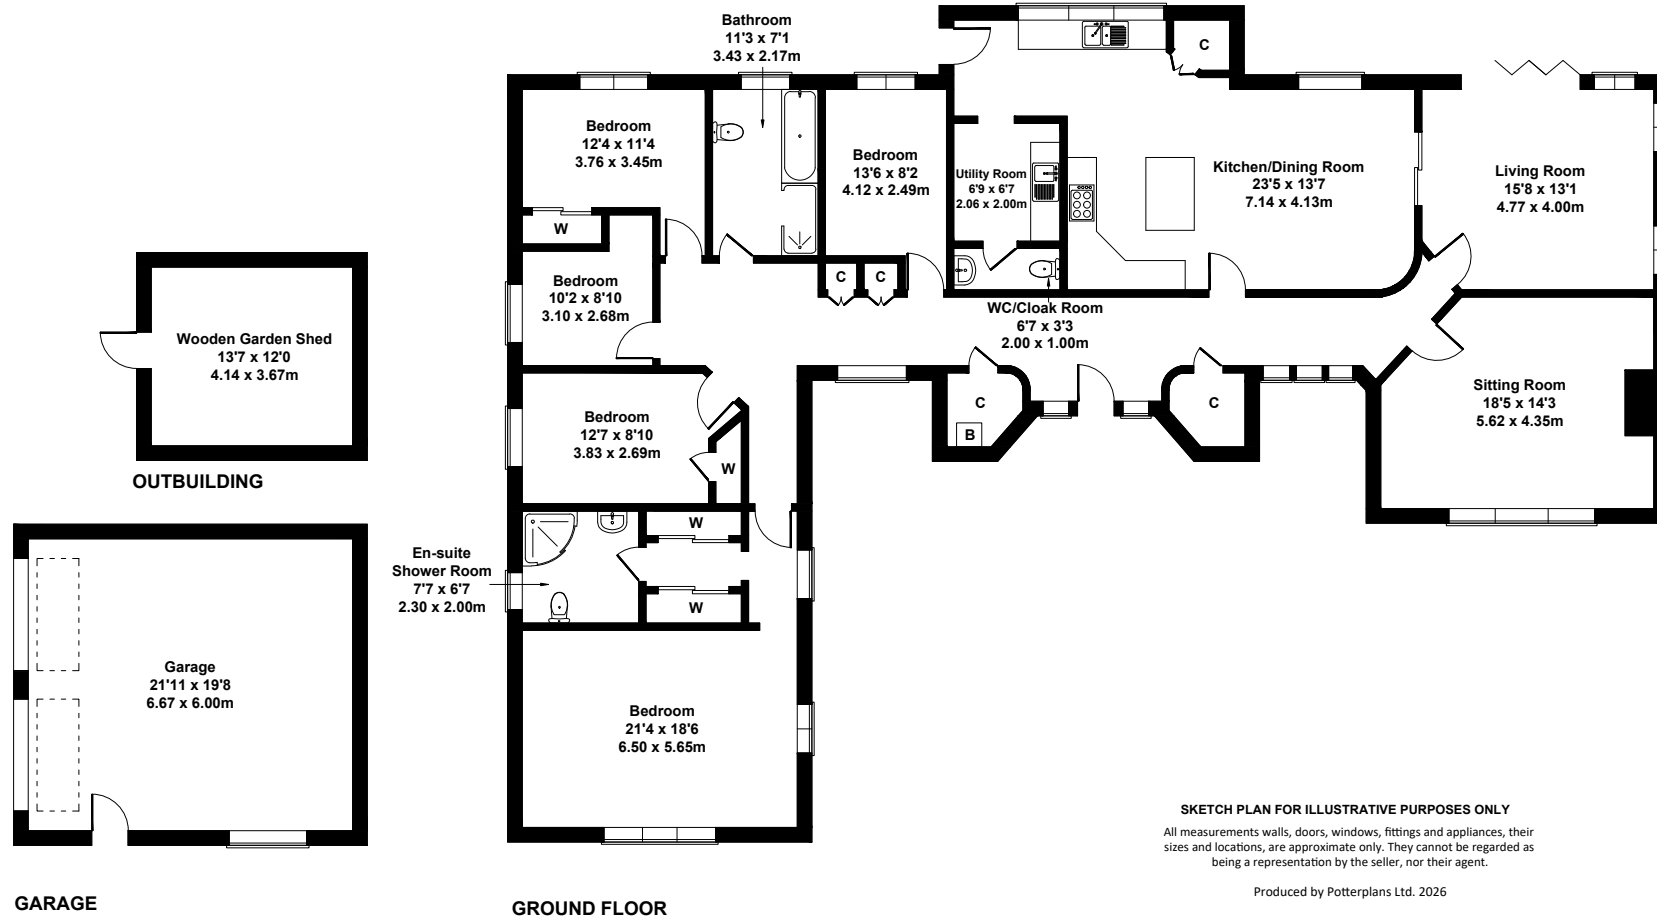 Bathroom
11'3 x 7'1
3.43 x 2.17m
C
Bedroom
12'4 x 11'4
3.76 x 3.45m
W
Bedroom
13'6 x 8'2
4.12 x 2.49m
Utility Room
6'9 x 6'7
2.06 x 2.00m
Kitchen/Dining Room
23'5 x 13'7
7.14 x 4.13m
Living Room
15'8 x 13'1
4.77 x 4.00m
Bedroom
10'2 x 8'10
3.10 x 2.68m
C
C
WC/Cloak Room
6'7 x 3'3
2.00 x 1.00m
Wooden Garden Shed
13'7 x 12'0
4.14 x 3.67m
OUTBUILDING
Bedroom
12'7 x 8'10
3.83 x 2.69m
W
C
B
C
Sitting Room
18'5 x 14'3
5.62 x 4.35m
En-suite
Shower Room
7'7 x 6'7
2.30 x 2.00m
W
W
Garage
21'11 x 19'8
6.67 x 6.00m
Bedroom
21'4 x 18'6
6.50 x 5.65m
SKETCH PLAN FOR ILLUSTRATIVE PURPOSES ONLY
All measurements walls, doors, windows, fittings and appliances, their
sizes and locations, are approximate only. They cannot be regarded as
being a representation by the seller, nor their agent.
Produced by Potterplans Ltd. 2026
GARAGE
GROUND FLOOR